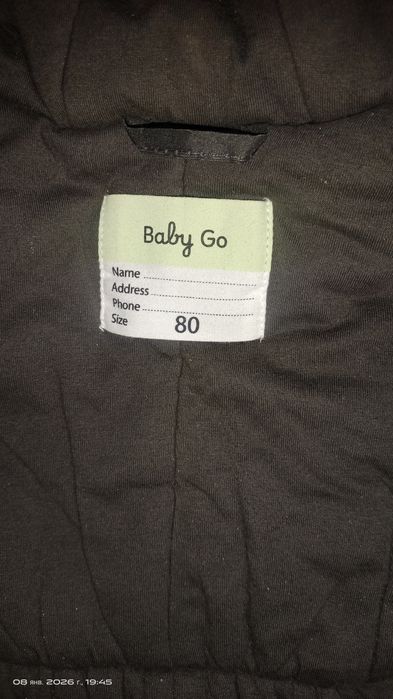 Baby Go
Name
Address
Phone
Size 80
08 янв. 2026 г., 19:45